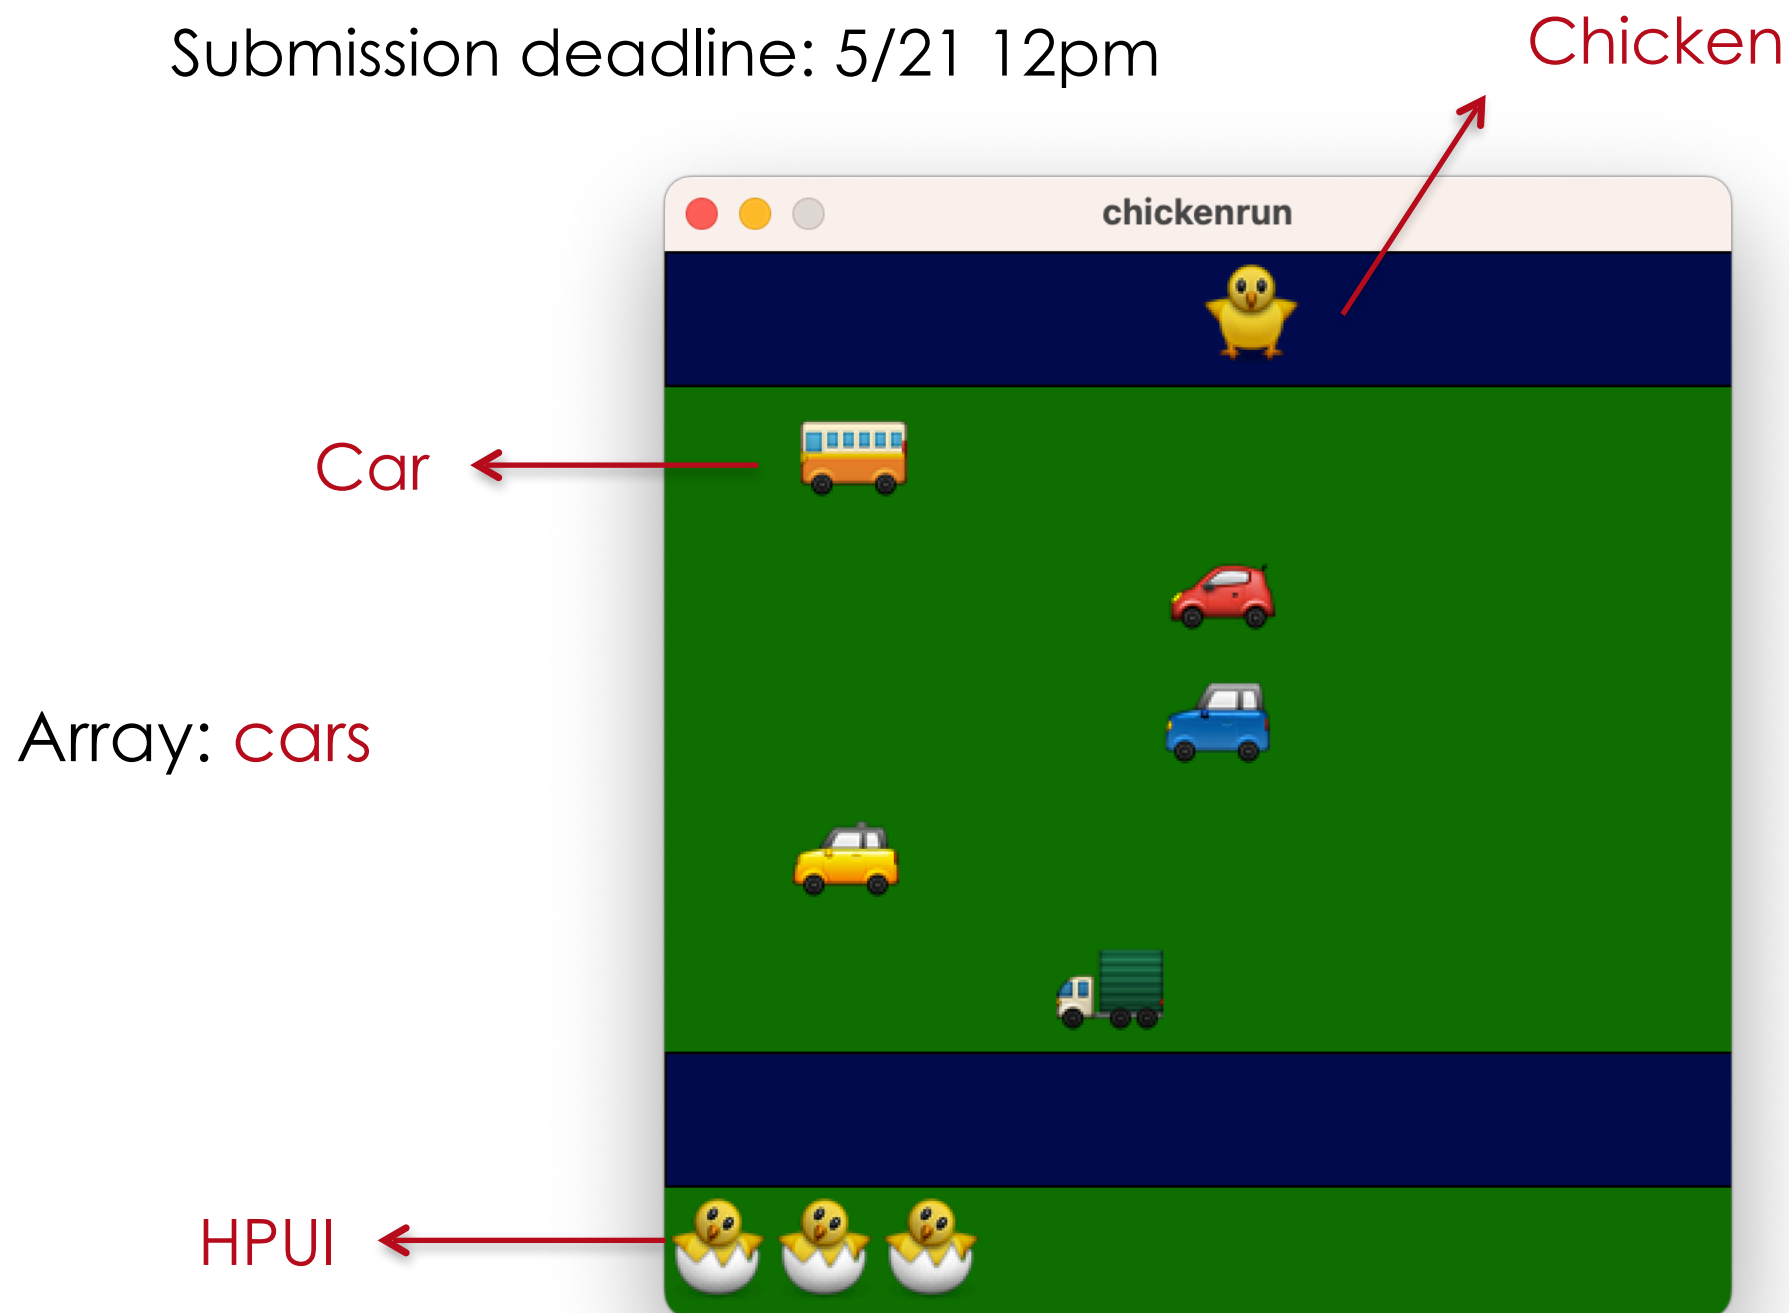 Submission deadline: 5/21 12pm
Chicken
chickenrun
Car
Array: cars
HPUI